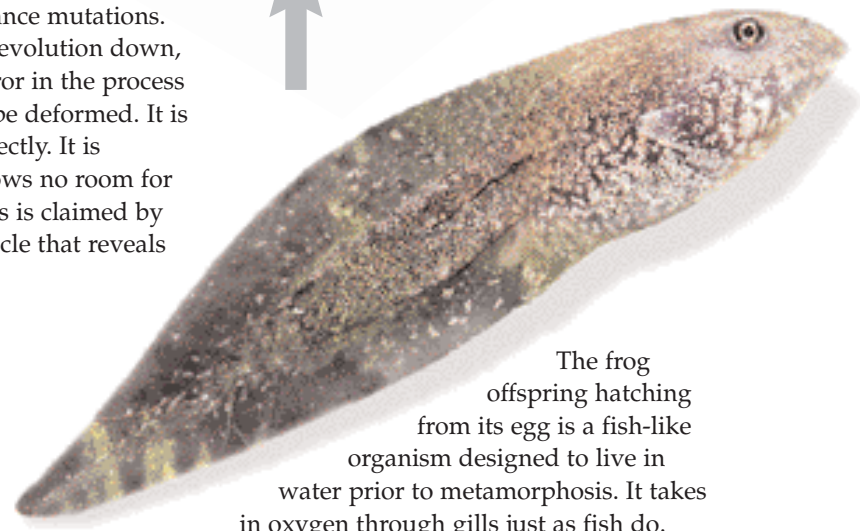 ance mutations.
evolution down,
ror in the process
be deformed. It is
ectly. It is
ows no room for
s is claimed by
cle that reveals
The frog
offspring hatching
from its egg is a fish-like
organism designed to live in
water prior to metamorphosis. It takes
in oxygen through gills just as fish do.